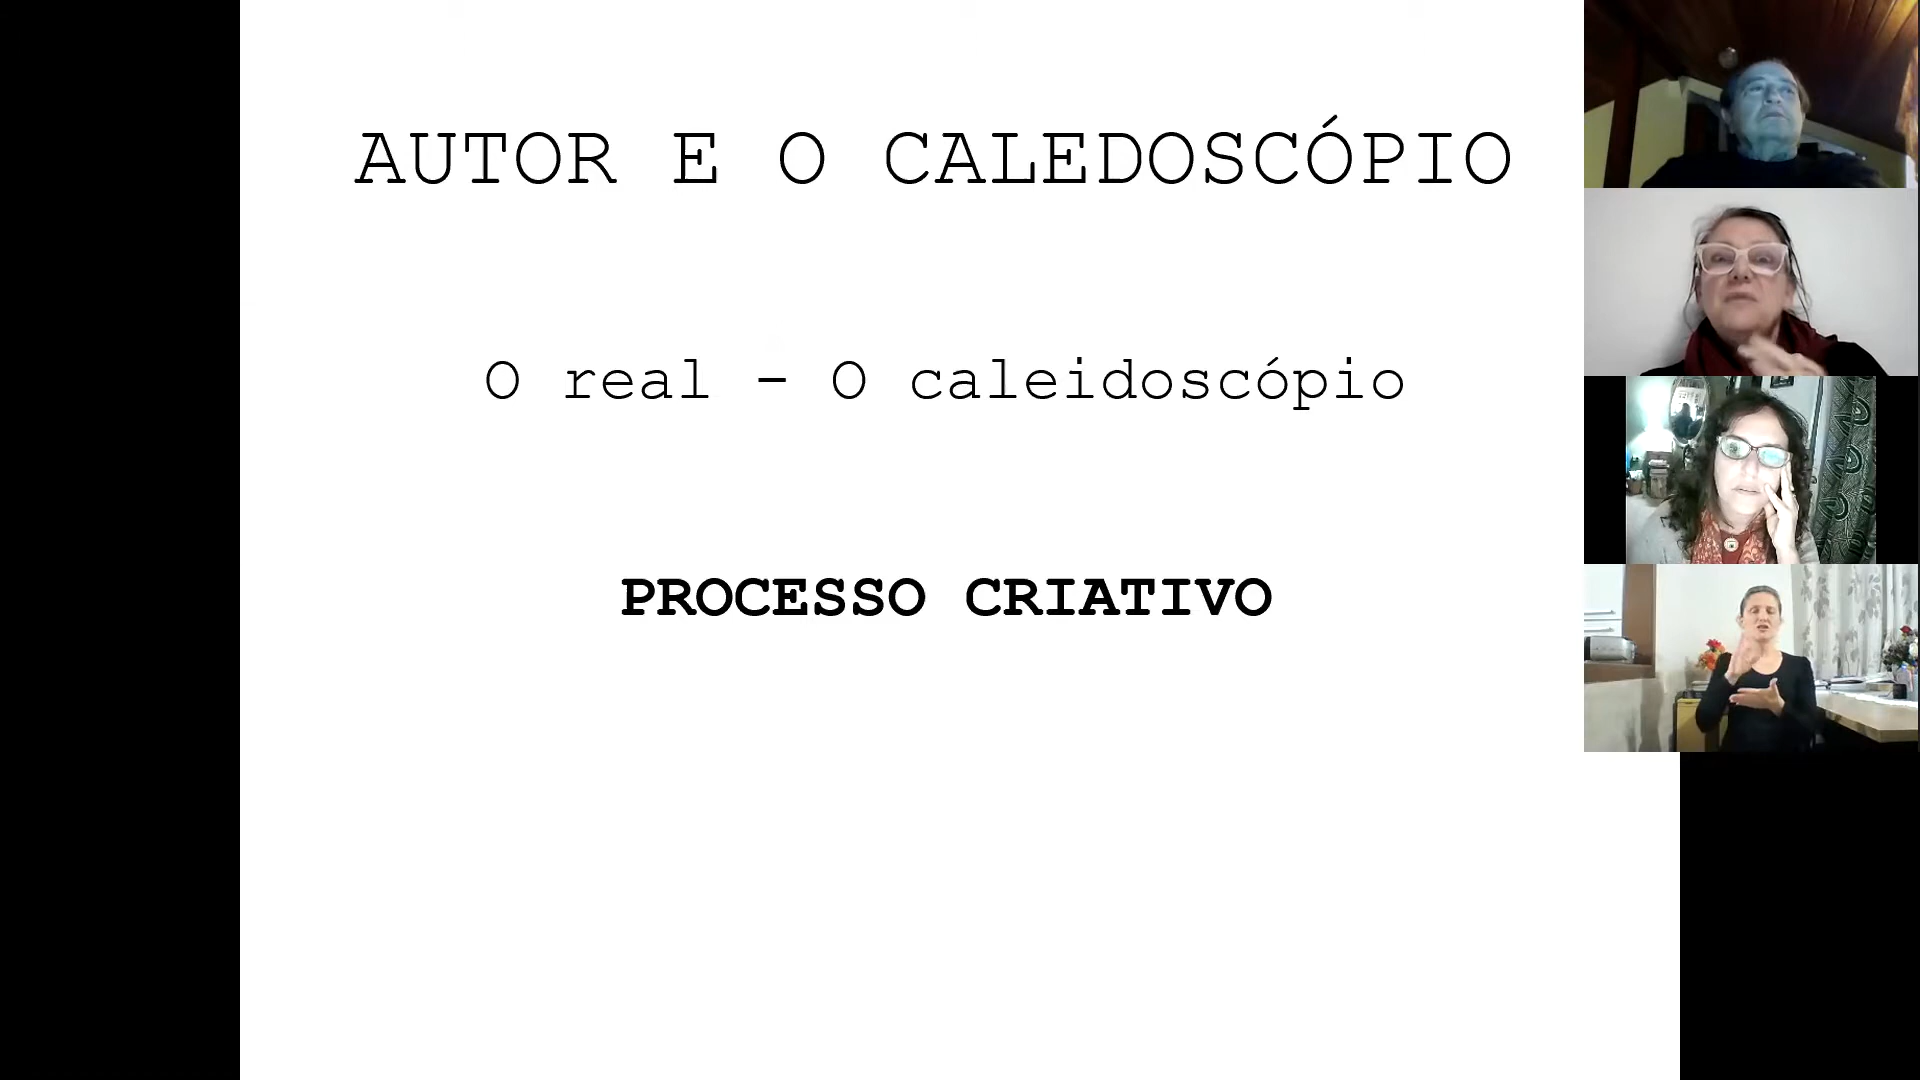 AUTOR E O CALEDOSCÓPIO
O real - O caleidoscópio
PROCESSO CRIATIVO